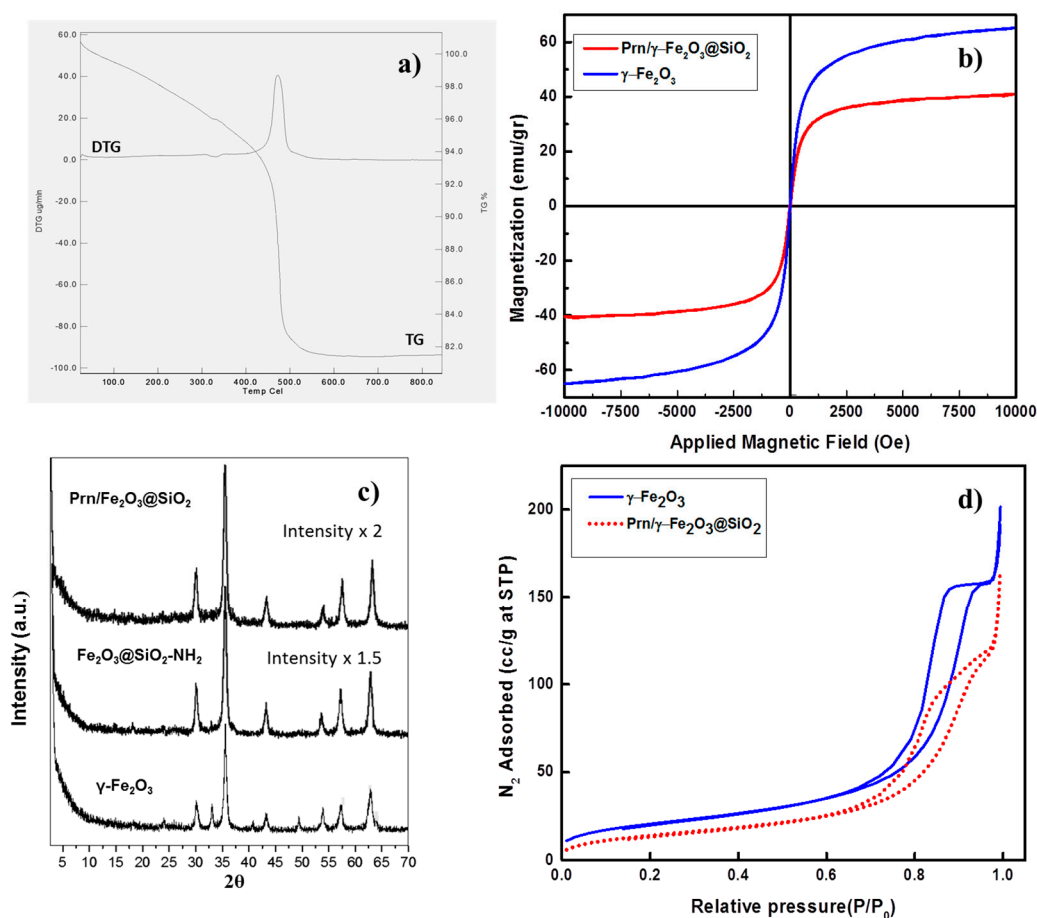 a)
60.0
40.0
20.0
0.0
-20.0
-40.0
-60.0
-80.0
-100.0
DTG ug/min
DTG
TG
100.0
98.0
96.0
94.0
92.0
90.0
88.0
86.0
84.0
82.0
TG %
100.0 200.0 300.0 400.0 500.0 600.0 700.0 800.0
Temp Cel
b)
Prn/γ–Fe₂O₃@SiO₂
γ–Fe₂O₃
60
40
20
0
-20
-40
-60
Magnetization (emu/gr)
-10000 -7500 -5000 -2500 0 2500 5000 7500 10000
Applied Magnetic Field (Oe)
c)
Prn/Fe₂O₃@SiO₂
Intensity x 2
Fe₂O₃@SiO₂-NH₂
Intensity x 1.5
γ-Fe₂O₃
Intensity (a.u.)
5 10 15 20 25 30 35 40 45 50 55 60 65 70
2θ
d)
γ–Fe₂O₃
Prn/γ–Fe₂O₃@SiO₂
200
150
100
50
0
N₂ Adsorbed (cc/g at STP)
0.0 0.2 0.4 0.6 0.8 1.0
Relative pressure(P/P₀)